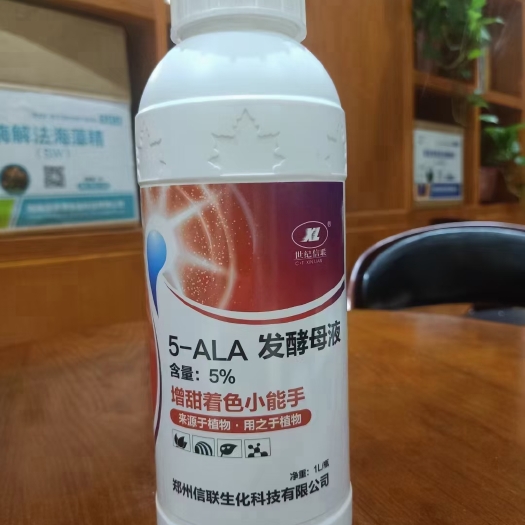 酶解法海藻精
XL
®
世纪信联
5-ALA 发酵母液
含量：5%
增甜着色小能手
来源于植物·用之于植物
净重：1L/瓶
郑州信联生化科技有限公司